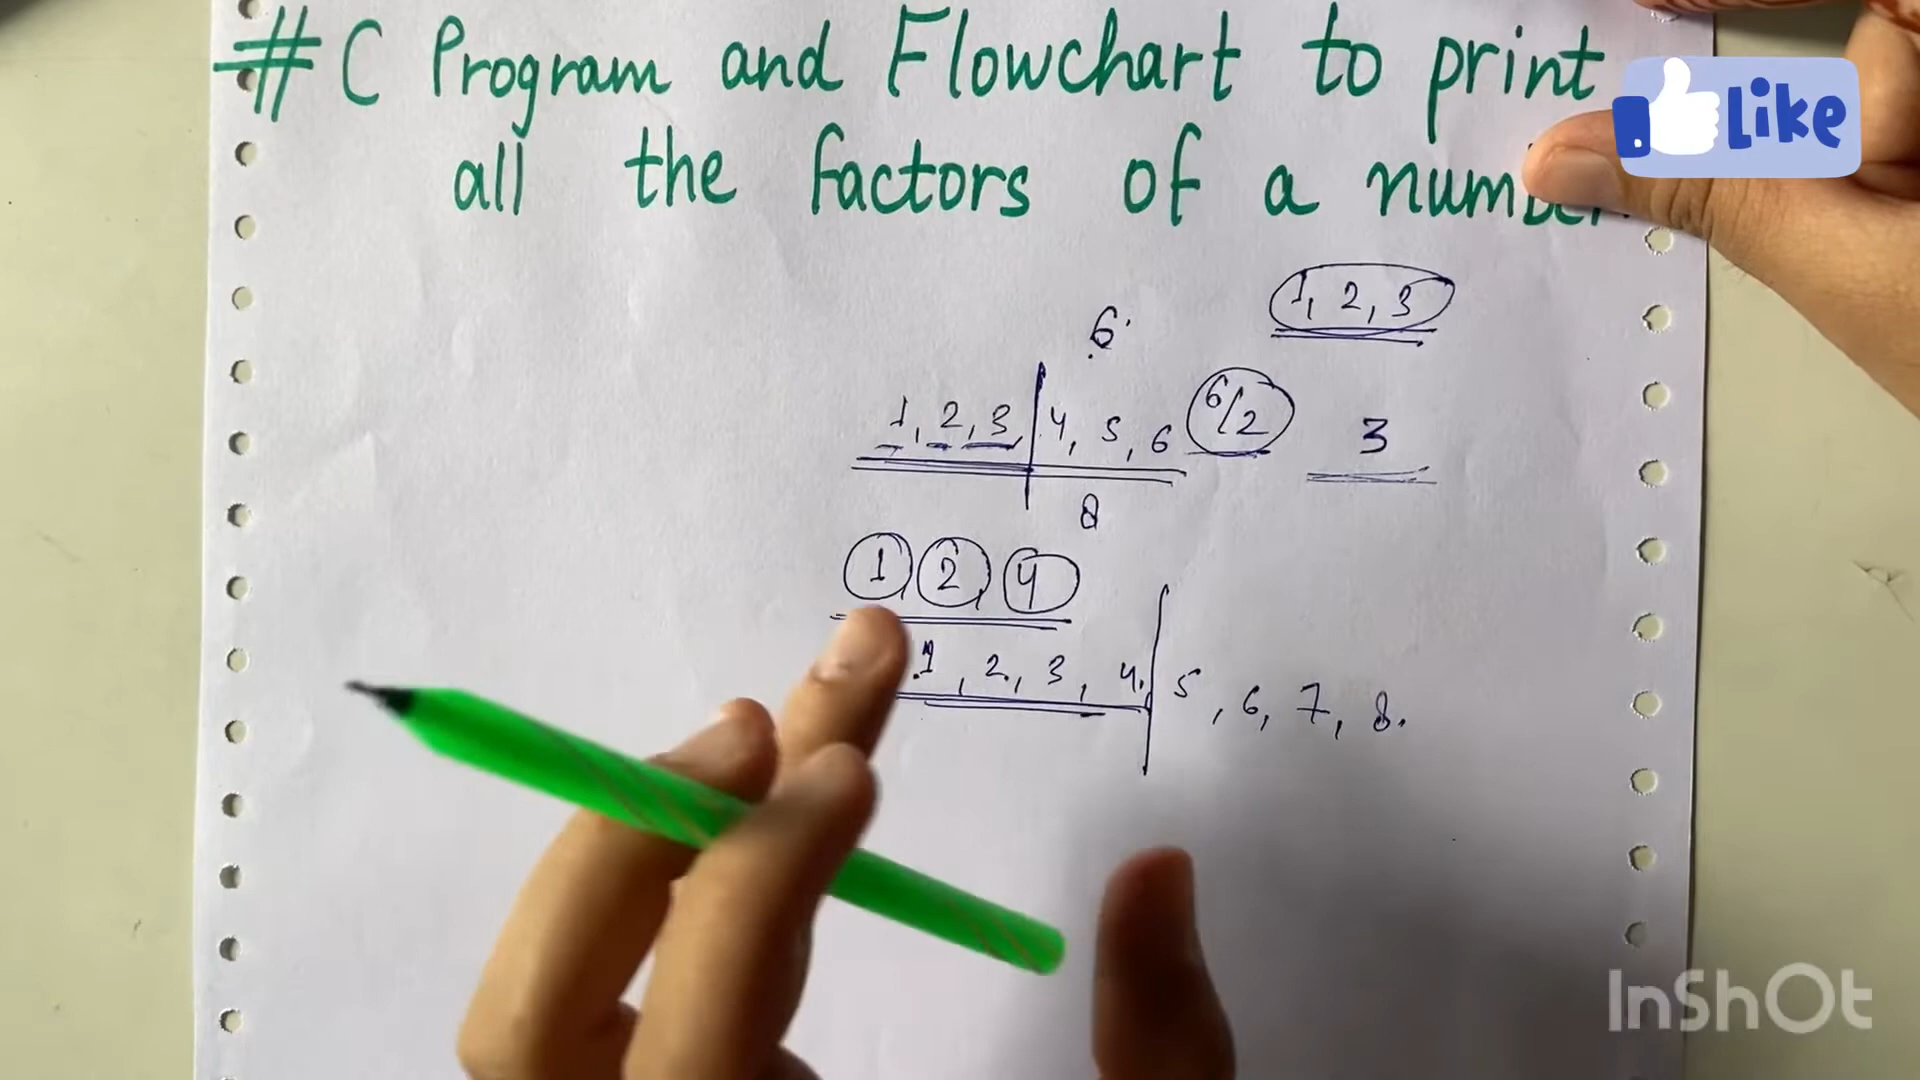 # C Program and Flowchart to print
Like
all the factors of a number.
1, 2, 3
6
1, 2, 3 4, 5, 6 6/2 3
8
1, 2, 4
1, 2, 3, 4 5, 6, 7, 8.
InShOt